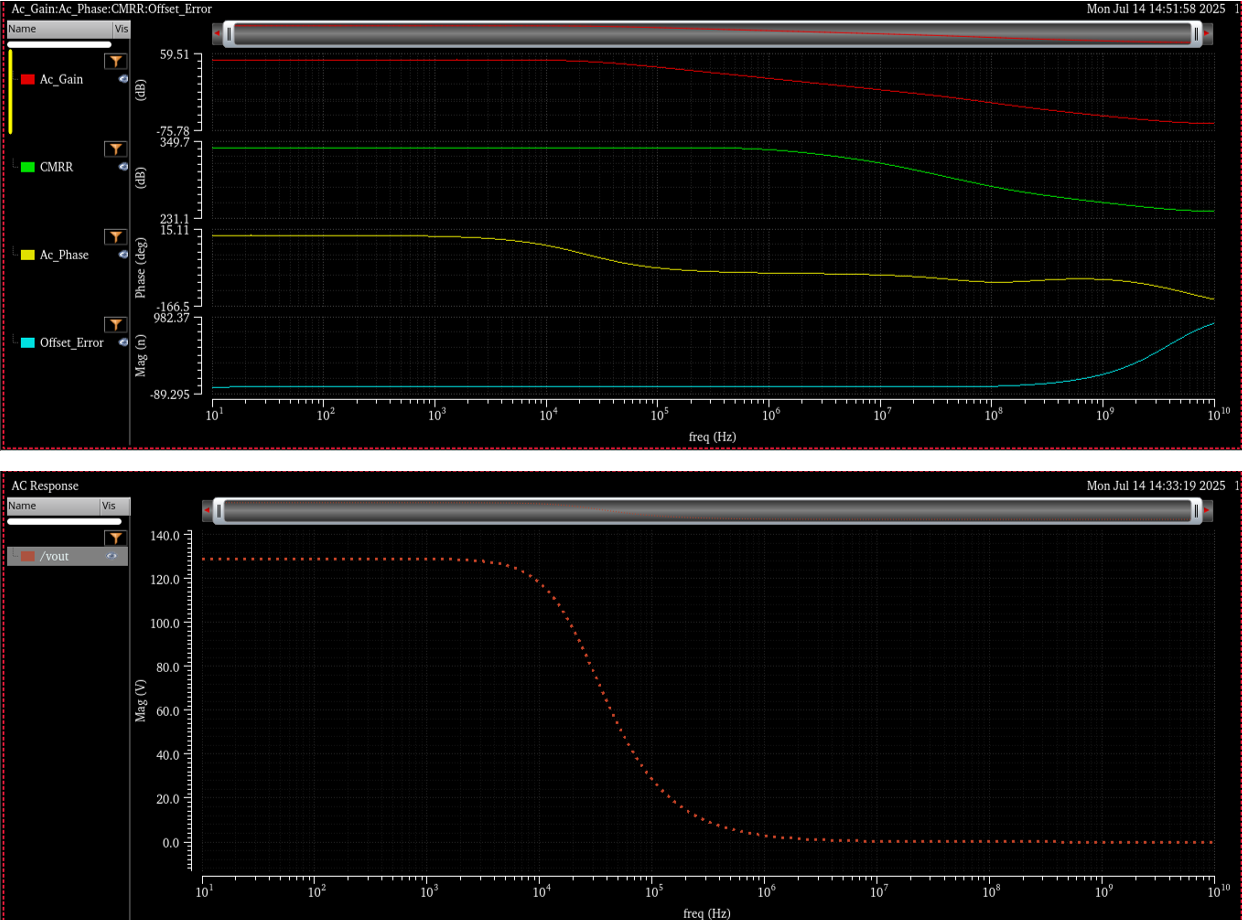 Ac_Gain:Ac_Phase:CMRR:Offset_Error
Mon Jul 14 14:51:58 2025 1
Name Vis
Ac_Gain
CMRR
Ac_Phase
Offset_Error
59.51
(dB)
-75.78
349.7
(dB)
231.1
15.11
Phase (deg)
-166.5
982.37
Mag (n)
-89.295
10^1 10^2 10^3 10^4 10^5 10^6 10^7 10^8 10^9 10^10
freq (Hz)
AC Response
Mon Jul 14 14:33:19 2025 1
Name Vis
/vout
140.0
120.0
100.0
80.0
60.0
40.0
20.0
0.0
Mag (V)
10^1 10^2 10^3 10^4 10^5 10^6 10^7 10^8 10^9 10^10
freq (Hz)